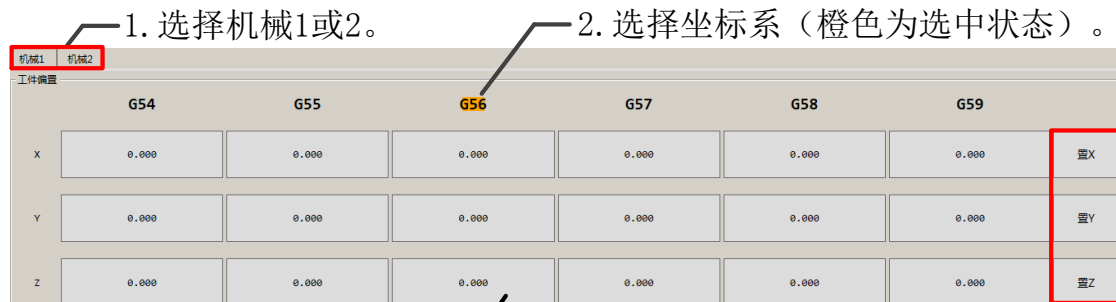 1.选择机械1或2。 2.选择坐标系（橙色为选中状态）。
机械1 机械2
工件偏置
G54 G55 G56 G57 G58 G59
X 0.000 0.000 0.000 0.000 0.000 0.000 置X
Y 0.000 0.000 0.000 0.000 0.000 0.000 置Y
Z 0.000 0.000 0.000 0.000 0.000 0.000 置Z